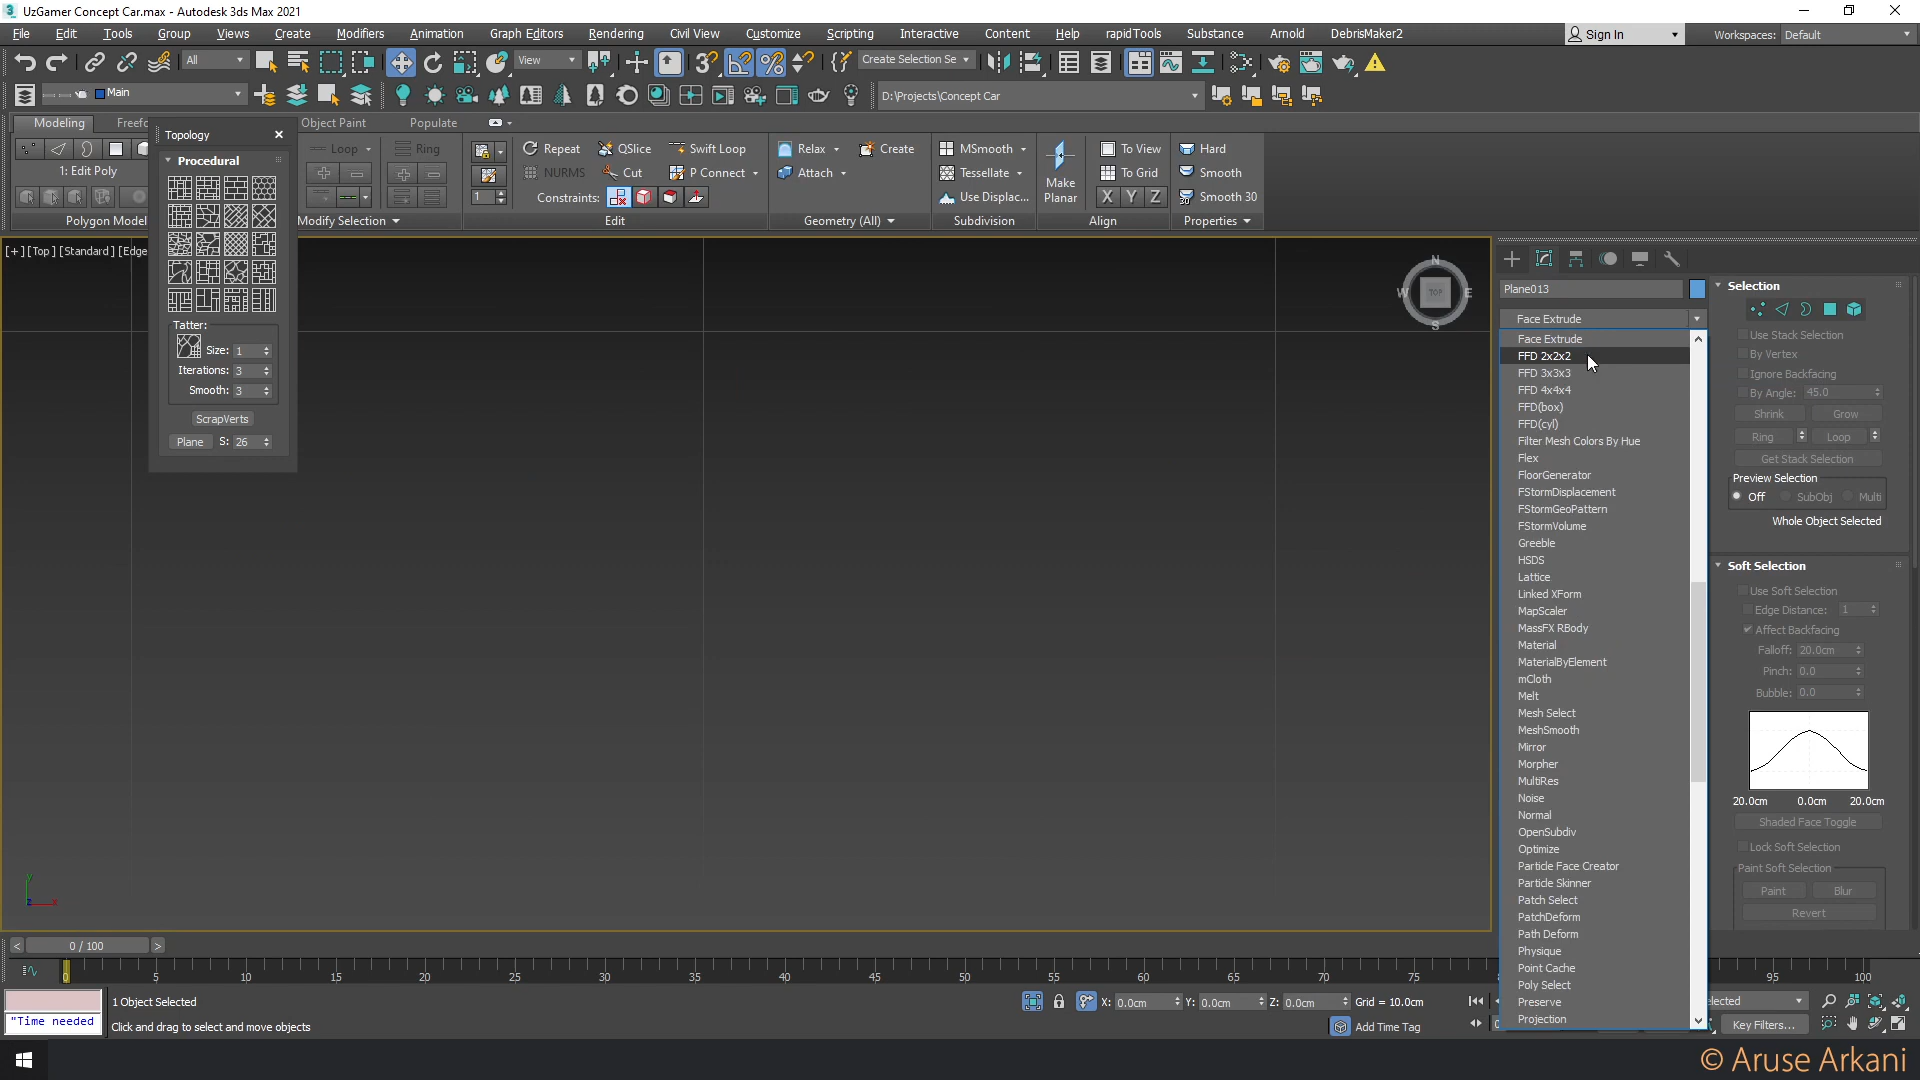 UzGamer Concept Car.max - Autodesk 3ds Max 2021
File Edit Tools Group Views Create Modifiers Animation Graph Editors Rendering Civil View Customize Scripting Interactive Content Help rapidTools Substance Arnold DebrisMaker2
Sign In
Workspaces: Default
All
View
Create Selection Se
Main
D:\Projects\Concept Car
Modeling
Freefo
Object Paint
Populate
Topology
Procedural
Tatter:
Size: 1
Iterations: 3
Smooth: 3
ScrapVerts
Plane S: 26
1: Edit Poly
Polygon Model
Loop
Ring
Modify Selection
1
Repeat QSlice Swift Loop
NURMS Cut P Connect
Constraints:
Edit
Relax Create
Attach
Geometry (All)
MSmooth
Tessellate
Use Displac...
Subdivision
Make
Planar
To View
To Grid
X Y Z
Align
Hard
Smooth
Smooth 30
Properties
[+] [Top] [Standard] [Edge
N
W TOP E
S
Plane013
Face Extrude
Face Extrude
FFD 2x2x2
FFD 3x3x3
FFD 4x4x4
FFD(box)
FFD(cyl)
Filter Mesh Colors By Hue
Flex
FloorGenerator
FStormDisplacement
FStormGeoPattern
FStormVolume
Greeble
HSDS
Lattice
Linked XForm
MapScaler
MassFX RBody
Material
MaterialByElement
mCloth
Melt
Mesh Select
MeshSmooth
Mirror
Morpher
MultiRes
Noise
Normal
OpenSubdiv
Optimize
Particle Face Creator
Particle Skinner
Patch Select
PatchDeform
Path Deform
Physique
Point Cache
Poly Select
Preserve
Projection
Selection
Use Stack Selection
By Vertex
Ignore Backfacing
By Angle: 45.0
Shrink Grow
Ring Loop
Get Stack Selection
Preview Selection
Off SubObj Multi
Whole Object Selected
Soft Selection
Use Soft Selection
Edge Distance: 1
Affect Backfacing
Falloff: 20.0cm
Pinch: 0.0
Bubble: 0.0
20.0cm 0.0cm 20.0cm
Shaded Face Toggle
Lock Soft Selection
Paint Soft Selection
Paint Blur
Revert
y
z x
< 0 / 100 >
0 5 10 15 20 25 30 35 40 45 50 55 60 65 70 75 95 100
"Time needed
1 Object Selected
Click and drag to select and move objects
X: 0.0cm Y: 0.0cm Z: 0.0cm Grid = 10.0cm
Add Time Tag
elected
Key Filters...
© Aruse Arkani